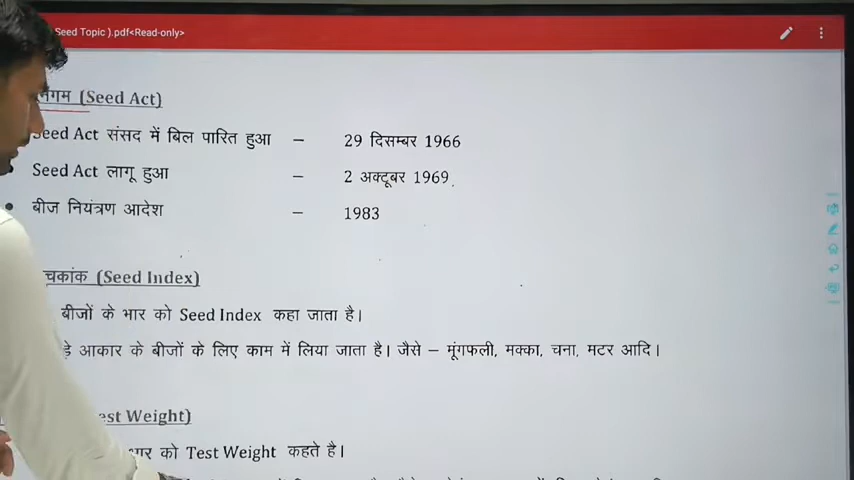 Seed Topic ).pdf<Read-only>
(Seed Act)
Seed Act संसद में बिल पारित हुआ – 29 दिसम्बर 1966
Seed Act लागू हुआ – 2 अक्टूबर 1969
बीज नियंत्रण आदेश – 1983
(Seed Index)
बीजों के भार को Seed Index कहा जाता है।
आकार के बीजों के लिए काम में लिया जाता है। जैसे – मूंगफली, मक्का, चना, मटर आदि।
Weight)
को Test Weight कहते है।